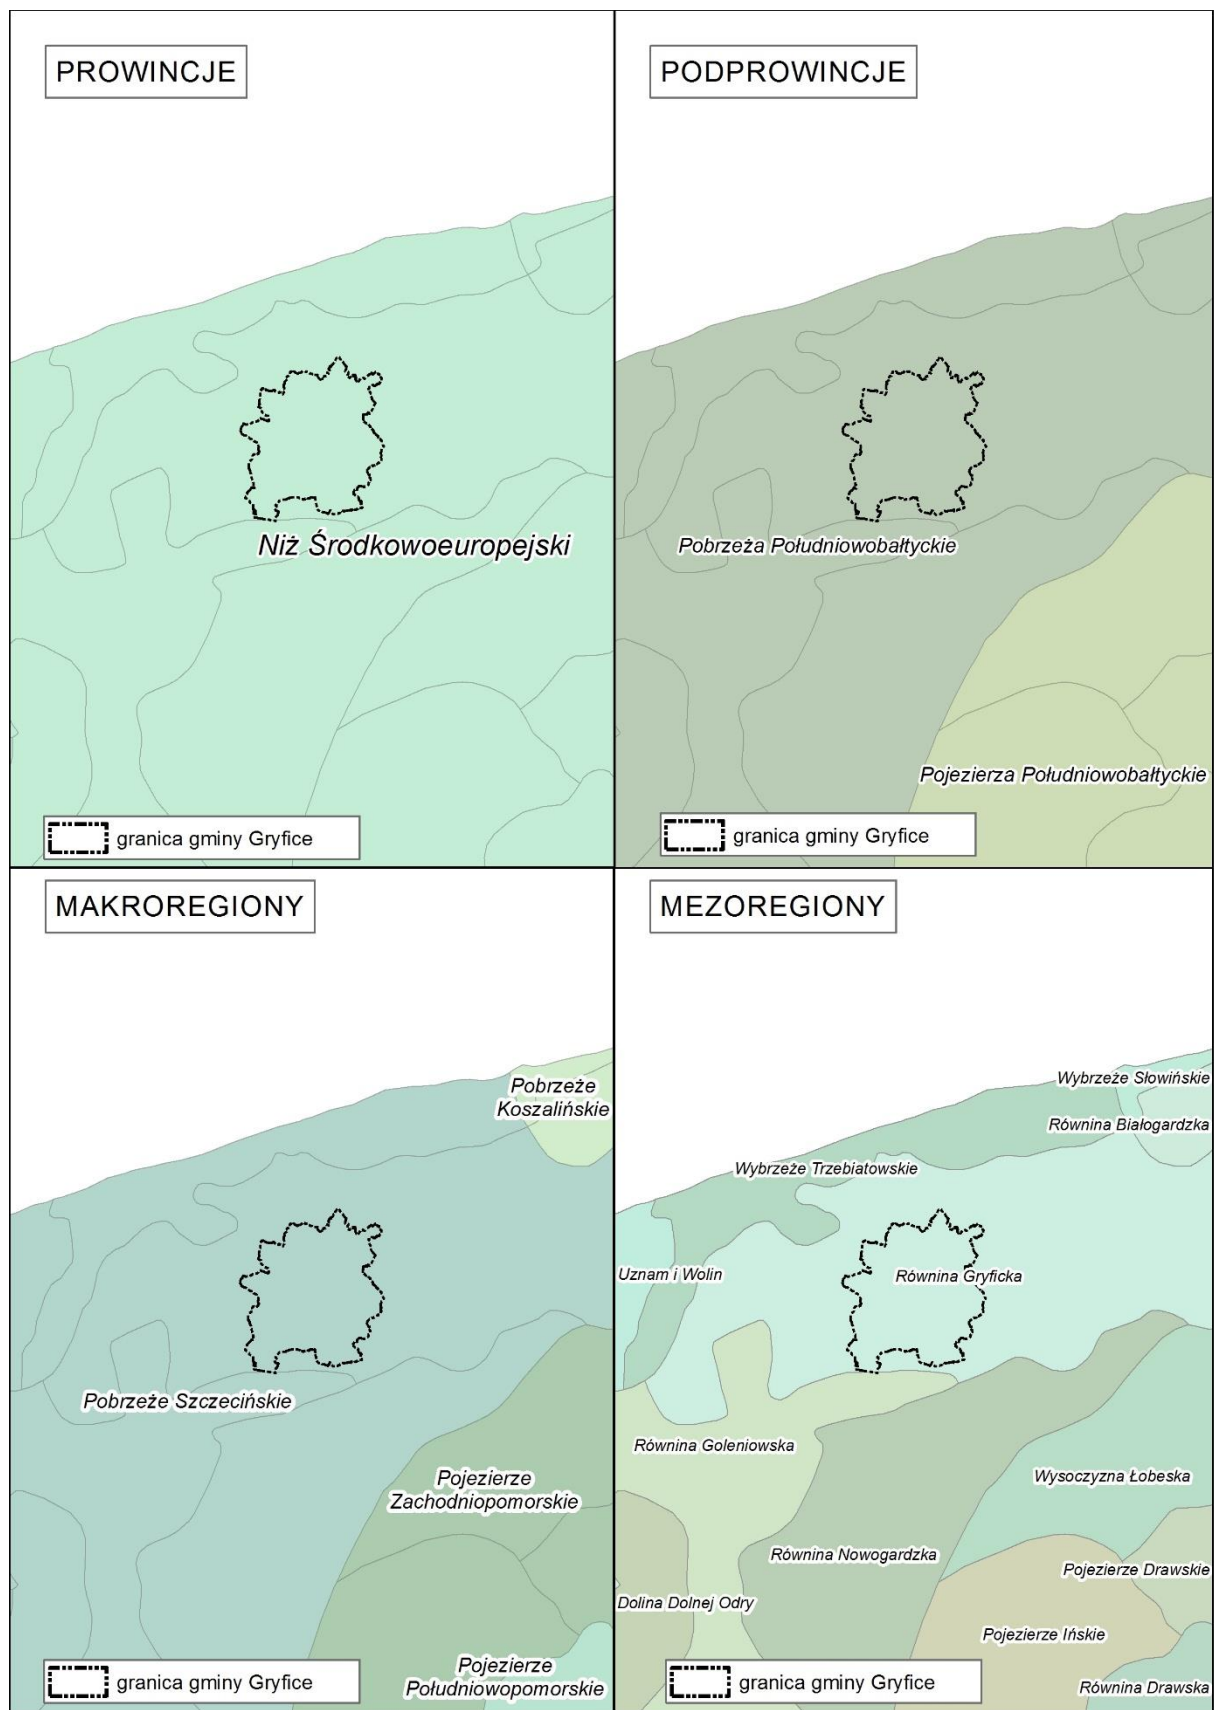 PROWINCJE
Niż Środkowoeuropejski
granica gminy Gryfice
PODPROWINCJE
Pobrzeża Południowobałtyckie
Pojezierza Południowobałtyckie
granica gminy Gryfice
MAKROREGIONY
Pobrzeże
Koszalińskie
Pobrzeże Szczecińskie
Pojezierze
Zachodniopomorskie
Pojezierze
Południowopomorskie
granica gminy Gryfice
MEZOREGIONY
Wybrzeże Słowińskie
Równina Białogardzka
Wybrzeże Trzebiatowskie
Uznam i Wolin
Równina Gryficka
Równina Goleniowska
Wysoczyzna Łobeska
Równina Nowogardzka
Pojezierze Drawskie
Dolina Dolnej Odry
Pojezierze Ińskie
granica gminy Gryfice
Równina Drawska